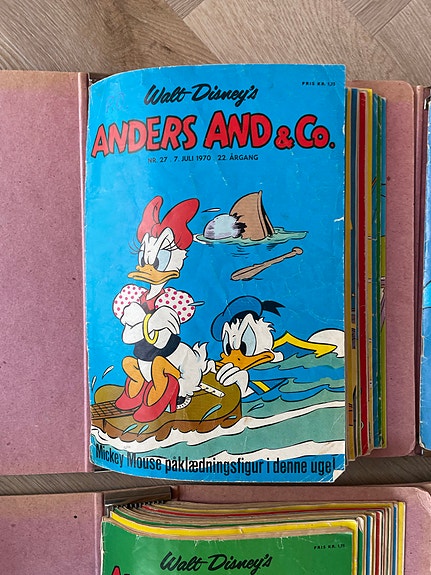 Walt Disney's
PRIS KR. 1,75
ANDERS AND & Co.
NR. 27 . 7. JULI 1970 . 22. ÅRGANG
Mickey Mouse påklædningsfigur i denne uge!
Walt Disney's